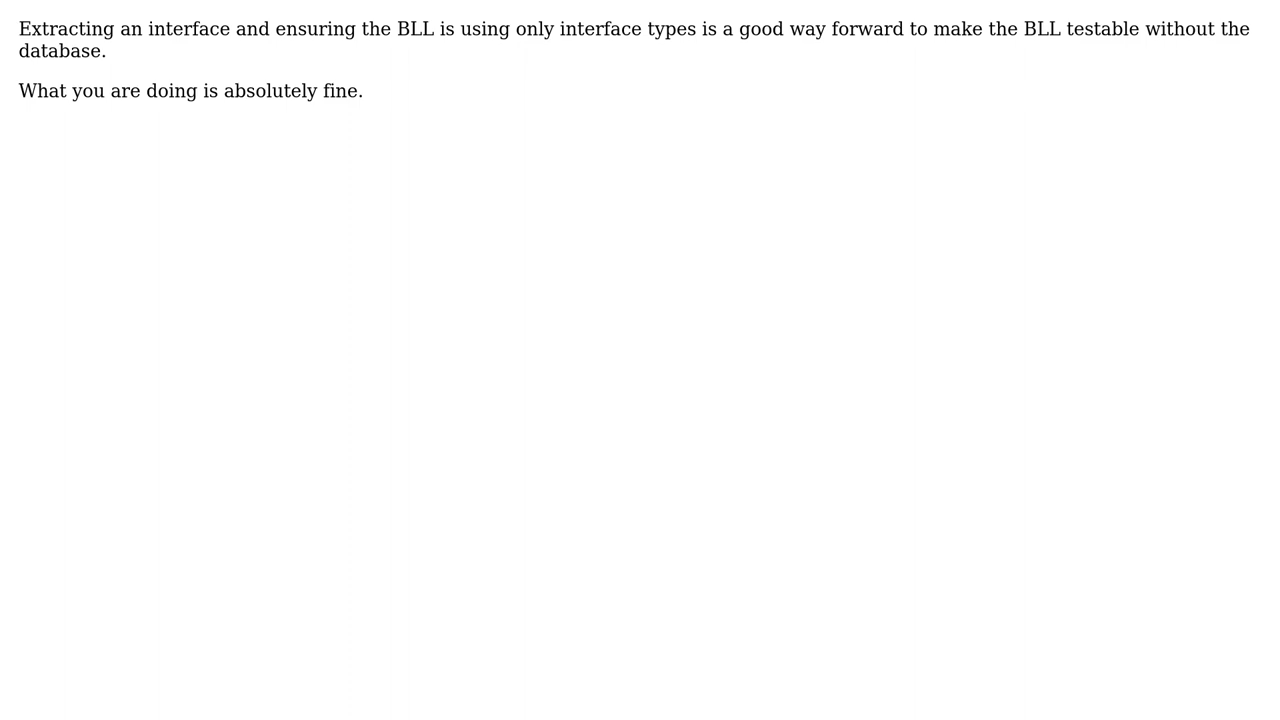 Extracting an interface and ensuring the BLL is using only interface types is a good way forward to make the BLL testable without the
database.
What you are doing is absolutely fine.